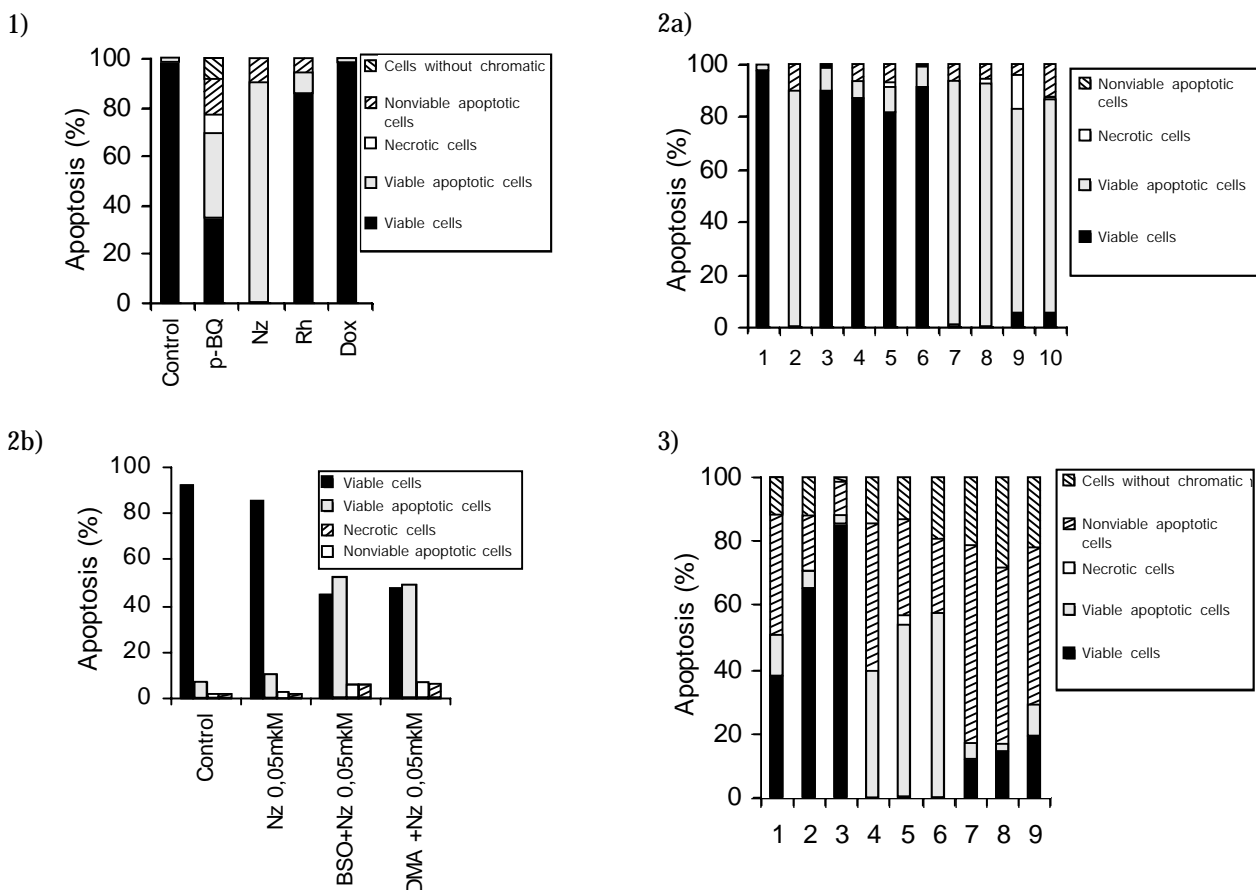 1)
Apoptosis (%)
100
80
60
40
20
0
Control
p-BQ
Nz
Rh
Dox
Cells without chromatic
Nonviable apoptotic
cells
Necrotic cells
Viable apoptotic cells
Viable cells
2a)
Apoptosis (%)
100
80
60
40
20
0
1 2 3 4 5 6 7 8 9 10
Nonviable apoptotic
cells
Necrotic cells
Viable apoptotic cells
Viable cells
2b)
Apoptosis (%)
100
80
60
40
20
0
Control
Nz 0,05mkM
BSO+Nz 0,05mkM
DMA +Nz 0,05mkM
Viable cells
Viable apoptotic cells
Necrotic cells
Nonviable apoptotic cells
3)
Apoptosis (%)
100
80
60
40
20
0
1 2 3 4 5 6 7 8 9
Cells without chromatic
Nonviable apoptotic
cells
Necrotic cells
Viable apoptotic cells
Viable cells